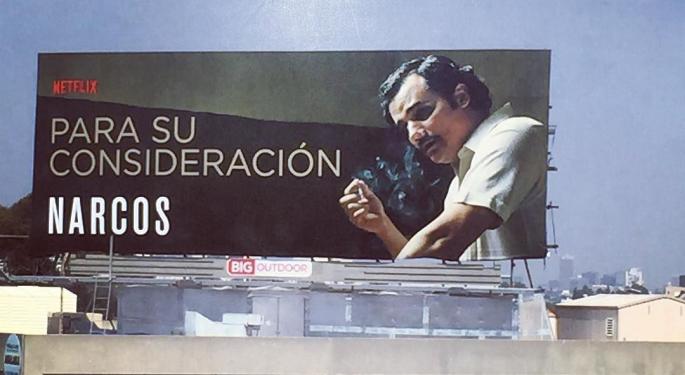 NETFLIX
PARA SU
CONSIDERACIÓN
NARCOS
BIG OUTDOOR